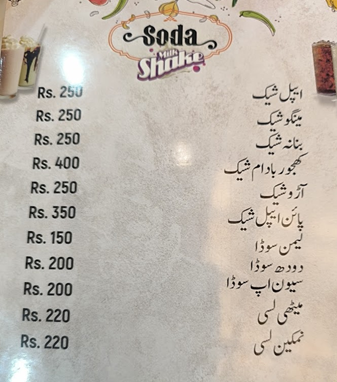 Soda
Milk
Shake
Rs. 250 ایپل شیک
Rs. 250 مینگو شیک
Rs. 250 بنانہ شیک
Rs. 400 کھجور بادام شیک
Rs. 250 آڑو شیک
Rs. 350 پائن ایپل شیک
Rs. 150 لیمن سوڈا
Rs. 200 دودھ سوڈا
Rs. 200 سیون اپ سوڈا
Rs. 220 میٹھی لسی
Rs. 220 نمکین لسی